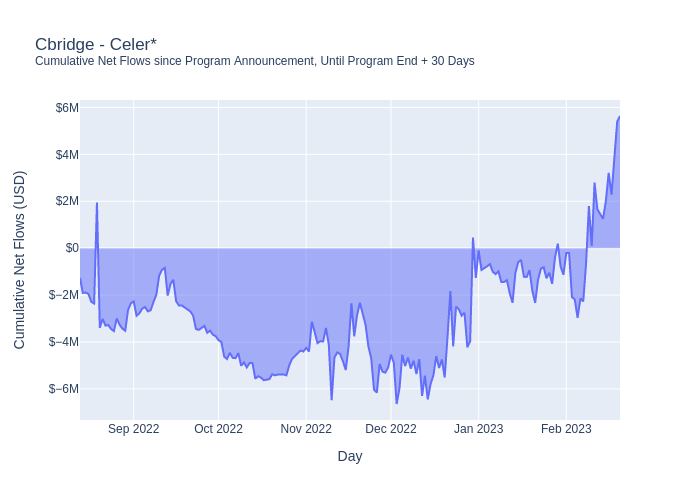 Cbridge - Celer*
Cumulative Net Flows since Program Announcement, Until Program End + 30 Days
Cumulative Net Flows (USD)
$6M
$4M
$2M
$0
$−2M
$−4M
$−6M
Sep 2022
Oct 2022
Nov 2022
Dec 2022
Jan 2023
Feb 2023
Day